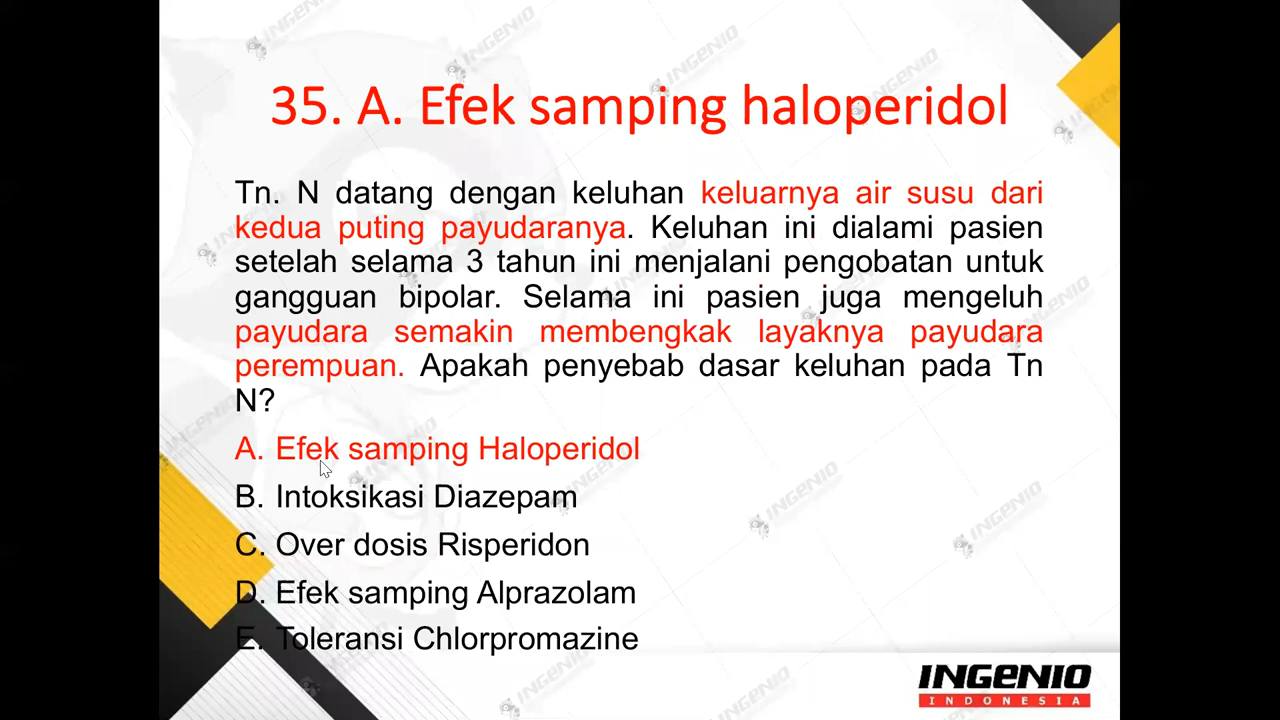 35. A. Efek samping haloperidol
Tn. N datang dengan keluhan keluarnya air susu dari
kedua puting payudaranya. Keluhan ini dialami pasien
setelah selama 3 tahun ini menjalani pengobatan untuk
gangguan bipolar. Selama ini pasien juga mengeluh
payudara semakin membengkak layaknya payudara
perempuan. Apakah penyebab dasar keluhan pada Tn
N?
A. Efek samping Haloperidol
B. Intoksikasi Diazepam
C. Over dosis Risperidon
D. Efek samping Alprazolam
E. Toleransi Chlorpromazine
INGENIO
INDONESIA